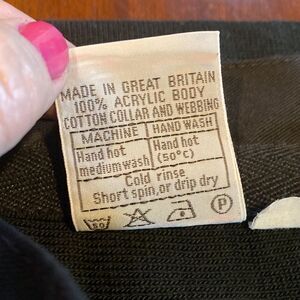 MADE IN GREAT BRITAIN
100% ACRYLIC BODY
COTTON COLLAR AND WEBBING
MACHINE HAND WASH
Hand hot Hand hot
medium wash (50°C)
Cold rinse
Short spin, or drip dry
50 P